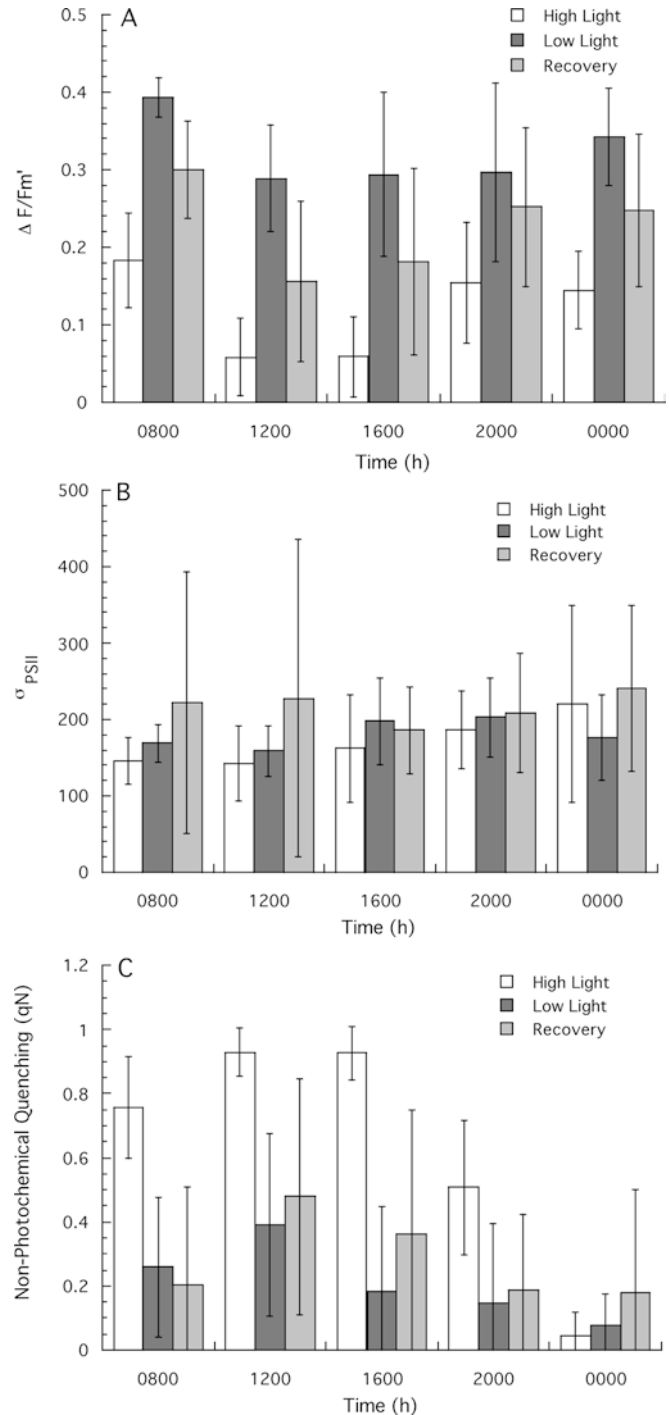 A
High Light
Low Light
Recovery
0.5
0.4
0.3
0.2
0.1
0
Δ F/Fm'
0800 1200 1600 2000 0000
Time (h)
B
High Light
Low Light
Recovery
500
400
300
200
100
0
σPSII
0800 1200 1600 2000 0000
Time (h)
C
High Light
Low Light
Recovery
1.2
1
0.8
0.6
0.4
0.2
0
Non-Photochemical Quenching (qN)
0800 1200 1600 2000 0000
Time (h)